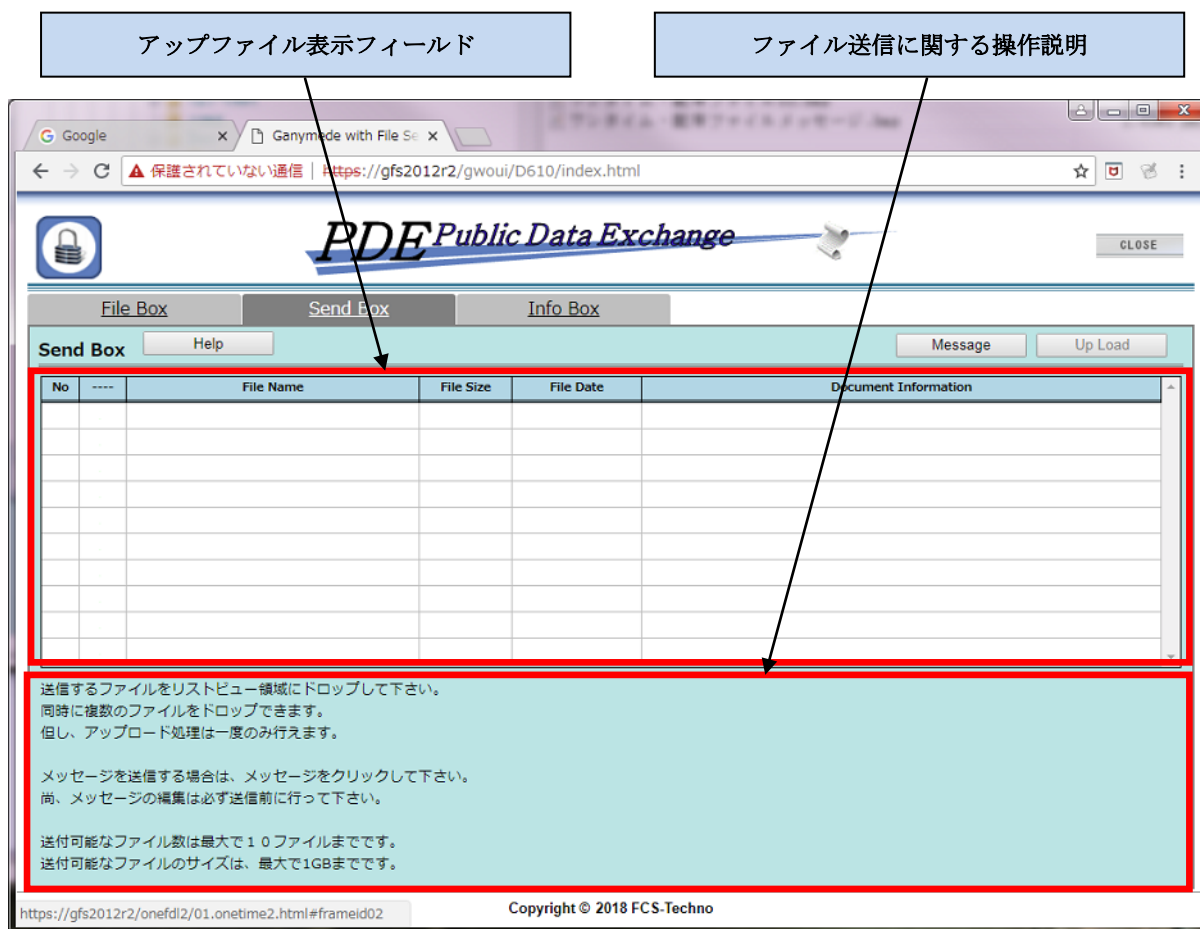 アップファイル表示フィールド
ファイル送信に関する操作説明
Google
Ganymede with File Se
保護されていない通信 | https://gfs2012r2/gwoui/D610/index.html
PDE Public Data Exchange
CLOSE
File Box
Send Box
Info Box
Send Box
Help
Message
Up Load
No ---- File Name File Size File Date Document Information
送信するファイルをリストビュー領域にドロップして下さい。
同時に複数のファイルをドロップできます。
但し、アップロード処理は一度のみ行えます。
メッセージを送信する場合は、メッセージをクリックして下さい。
尚、メッセージの編集は必ず送信前に行って下さい。
送付可能なファイル数は最大で１０ファイルまでです。
送付可能なファイルのサイズは、最大で1GBまでです。
https://gfs2012r2/onefdl2/01.onetime2.html#frameid02
Copyright © 2018 FCS-Techno